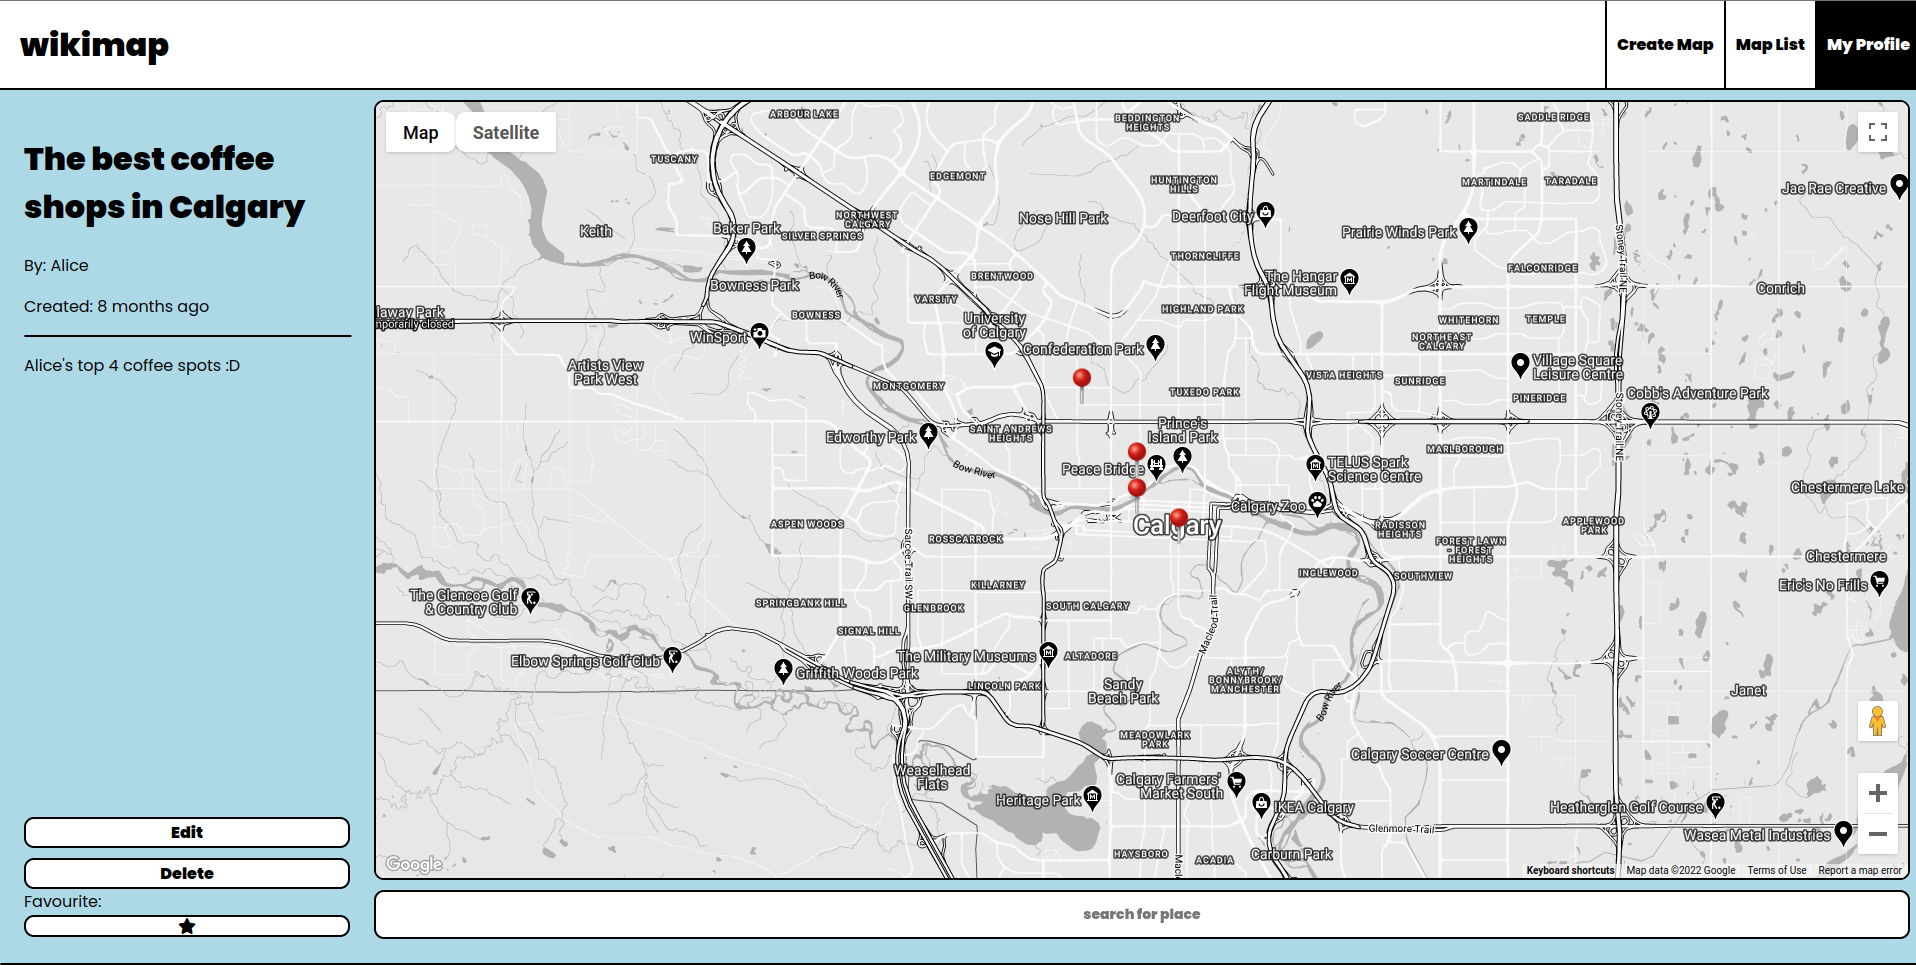 wikimap
Create Map
Map List
My Profile
The best coffee
shops in Calgary
By: Alice
Created: 8 months ago
Alice's top 4 coffee spots :D
Edit
Delete
Favourite:
Map
Satellite
ARBOUR LAKE
BEDDINGTON
HEIGHTS
SADDLE RIDGE
TUSCANY
EDGEMONT
HUNTINGTON
HILLS
MARTINDALE
TARADALE
Jae Rae Creative
NORTHWEST
CALGARY
Nose Hill Park
Deerfoot City
Keith
Baker Park
SILVER SPRINGS
Prairie Winds Park
Stoney Trail NE
THORNCLIFFE
FALCONRIDGE
Bow River
BRENTWOOD
The Hangar
Flight Museum
Bowness Park
Conrich
VARSITY
HIGHLAND PARK
laway Park
mporarily closed
BOWNESS
University
of Calgary
WHITEHORN
TEMPLE
WinSport
NORTHEAST
CALGARY
Confederation Park
Artists View
Park West
Village Square
Leisure Centre
MONTGOMERY
VISTA HEIGHTS
SUNRIDGE
TUXEDO PARK
PINERIDGE
Cobb's Adventure Park
Stoney Trail NE
Edworthy Park
SAINT ANDREWS
HEIGHTS
Prince's
Island Park
MARLBOROUGH
Bow River
Peace Bridge
TELUS Spark
Science Centre
Chestermere Lake
Calgary Zoo
ASPEN WOODS
Calgary
RADISSON
HEIGHTS
APPLEWOOD
PARK
ROSSCARROCK
FOREST LAWN
- FOREST
HEIGHTS
Chestermere
Sarcee Trail SW
KILLARNEY
INGLEWOOD
SOUTHVIEW
Eric's No Frills
The Glencoe Golf
& Country Club
SPRINGBANK HILL
GLENBROOK
SOUTH CALGARY
Macleod Trail
SIGNAL HILL
Elbow Springs Golf Club
The Military Museums
ALTADORE
Griffith Woods Park
LINCOLN PARK
Sandy
Beach Park
ALYTH/
BONNYBROOK/
MANCHESTER
Bow River
Janet
MEADOWLARK
PARK
Calgary Soccer Centre
Weaselhead
Flats
Calgary Farmers'
Market South
Heritage Park
IKEA Calgary
Heatherglen Golf Course
Glenmore Trail
Wasea Metal Industries
HAYSBORO
Macl
ACADIA
Carburn Park
Google
Keyboard shortcuts
Map data ©2022 Google
Terms of Use
Report a map error
search for place